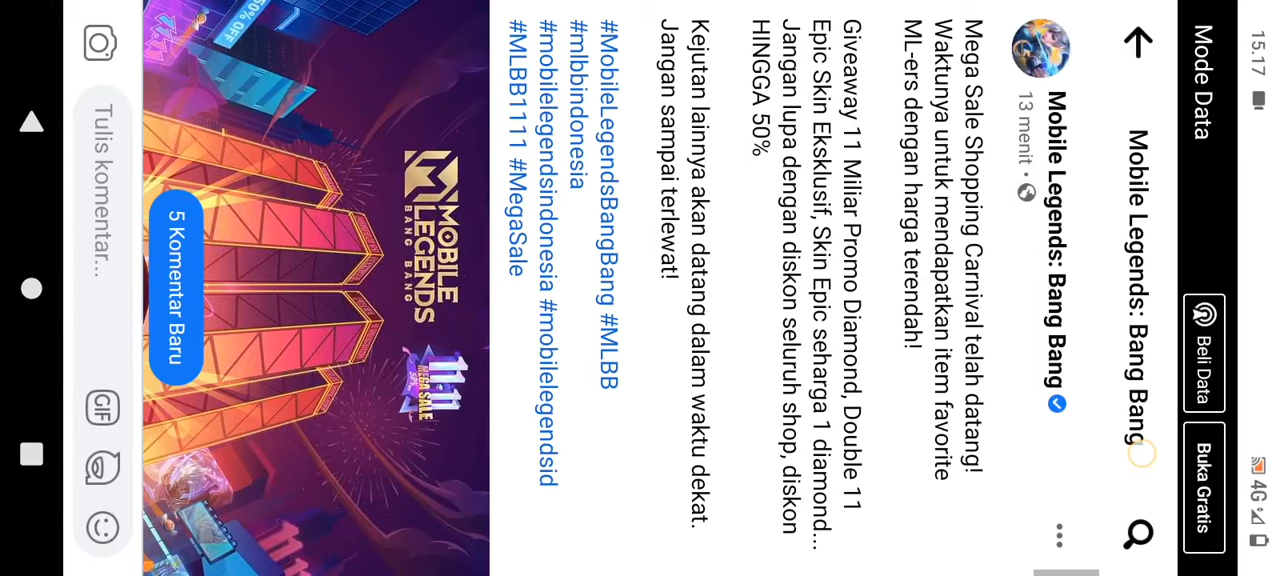 15.17
4G
Mode Data
Beli Data
Buka Gratis
Mobile Legends: Bang Bang
Mobile Legends: Bang Bang
13 menit
Mega Sale Shopping Carnival telah datang!
Waktunya untuk mendapatkan item favorite
ML-ers dengan harga terendah!
Giveaway 11 Miliar Promo Diamond, Double 11
Epic Skin Eksklusif, Skin Epic seharga 1 diamond...
Jangan lupa dengan diskon seluruh shop, diskon
HINGGA 50%
Kejutan lainnya akan datang dalam waktu dekat.
Jangan sampai terlewat!
#MobileLegendsBangBang #MLBB
#mlbbindonesia
#mobilelegendsindonesia #mobilelegendsid
#MLBB1111 #MegaSale
MOBILE
LEGENDS
BANG BANG
11.11
MEGA SALE
50% OFF
5 Komentar Baru
Tulis komentar...
GIF